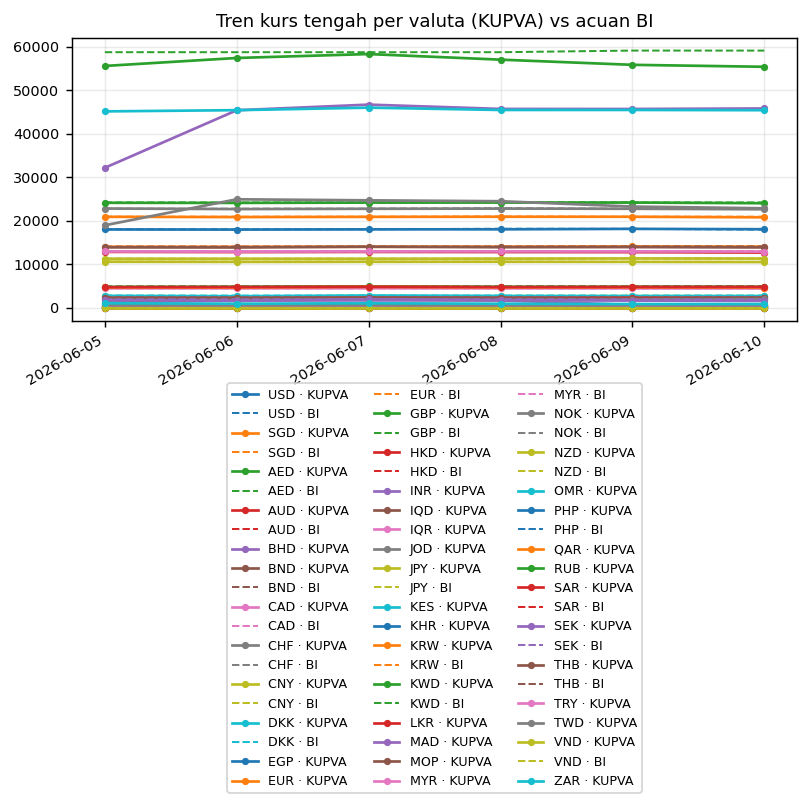 Tren kurs tengah per valuta (KUPVA) vs acuan BI
60000
50000
40000
30000
20000
10000
0
2026-06-05
2026-06-06
2026-06-07
2026-06-08
2026-06-09
2026-06-10
USD · KUPVA
USD · BI
SGD · KUPVA
SGD · BI
AED · KUPVA
AED · BI
AUD · KUPVA
AUD · BI
BHD · KUPVA
BND · KUPVA
BND · BI
CAD · KUPVA
CAD · BI
CHF · KUPVA
CHF · BI
CNY · KUPVA
CNY · BI
DKK · KUPVA
DKK · BI
EGP · KUPVA
EUR · KUPVA
EUR · BI
GBP · KUPVA
GBP · BI
HKD · KUPVA
HKD · BI
INR · KUPVA
IQD · KUPVA
IQR · KUPVA
JOD · KUPVA
JPY · KUPVA
JPY · BI
KES · KUPVA
KHR · KUPVA
KRW · KUPVA
KRW · BI
KWD · KUPVA
KWD · BI
LKR · KUPVA
MAD · KUPVA
MOP · KUPVA
MYR · KUPVA
MYR · BI
NOK · KUPVA
NOK · BI
NZD · KUPVA
NZD · BI
OMR · KUPVA
PHP · KUPVA
PHP · BI
QAR · KUPVA
RUB · KUPVA
SAR · KUPVA
SAR · BI
SEK · KUPVA
SEK · BI
THB · KUPVA
THB · BI
TRY · KUPVA
TWD · KUPVA
VND · KUPVA
VND · BI
ZAR · KUPVA